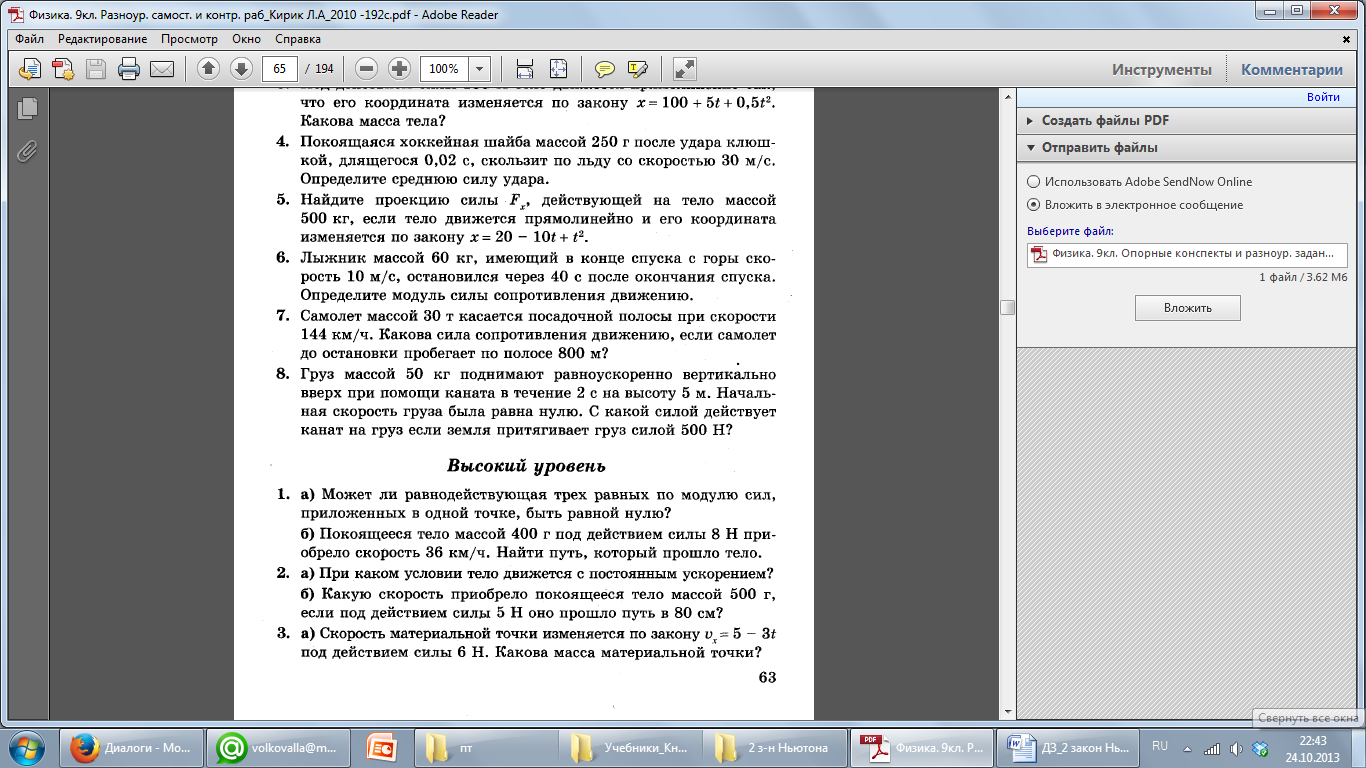 Физика. 9кл. Разноур. самост. и контр. раб_Кирик Л.А_2010 -192с.pdf - Adobe Reader
Файл Редактирование Просмотр Окно Справка
65 / 194 100% Инструменты Комментарии
Войти
Создать файлы PDF
Отправить файлы
Использовать Adobe SendNow Online
Вложить в электронное сообщение
Выберите файл:
Физика. 9кл. Опорные конспекты и разноур. задан...
1 файл / 3.62 Мб
Вложить
что его координата изменяется по закону x = 100 + 5t + 0,5t².
Какова масса тела?
4. Покоящаяся хоккейная шайба массой 250 г после удара клюш-
кой, длящегося 0,02 с, скользит по льду со скоростью 30 м/с.
Определите среднюю силу удара.
5. Найдите проекцию силы Fₓ, действующей на тело массой
500 кг, если тело движется прямолинейно и его координата
изменяется по закону x = 20 − 10t + t².
6. Лыжник массой 60 кг, имеющий в конце спуска с горы ско-
рость 10 м/с, остановился через 40 с после окончания спуска.
Определите модуль силы сопротивления движению.
7. Самолет массой 30 т касается посадочной полосы при скорости
144 км/ч. Какова сила сопротивления движению, если самолет
до остановки пробегает по полосе 800 м?
8. Груз массой 50 кг поднимают равноускоренно вертикально
вверх при помощи каната в течение 2 с на высоту 5 м. Началь-
ная скорость груза была равна нулю. С какой силой действует
канат на груз если земля притягивает груз силой 500 Н?
Высокий уровень
1. а) Может ли равнодействующая трех равных по модулю сил,
приложенных в одной точке, быть равной нулю?
б) Покоящееся тело массой 400 г под действием силы 8 Н при-
обрело скорость 36 км/ч. Найти путь, который прошло тело.
2. а) При каком условии тело движется с постоянным ускорением?
б) Какую скорость приобрело покоящееся тело массой 500 г,
если под действием силы 5 Н оно прошло путь в 80 см?
3. а) Скорость материальной точки изменяется по закону υₓ = 5 − 3t
под действием силы 6 Н. Какова масса материальной точки?
63
Свернуть все окна
Диалоги - Мо... volkovalla@m... пт Учебники_Кн... 2 з-н Ньютона Физика. 9кл. Р... ДЗ_2 закон Нь... RU 22:43
24.10.2013